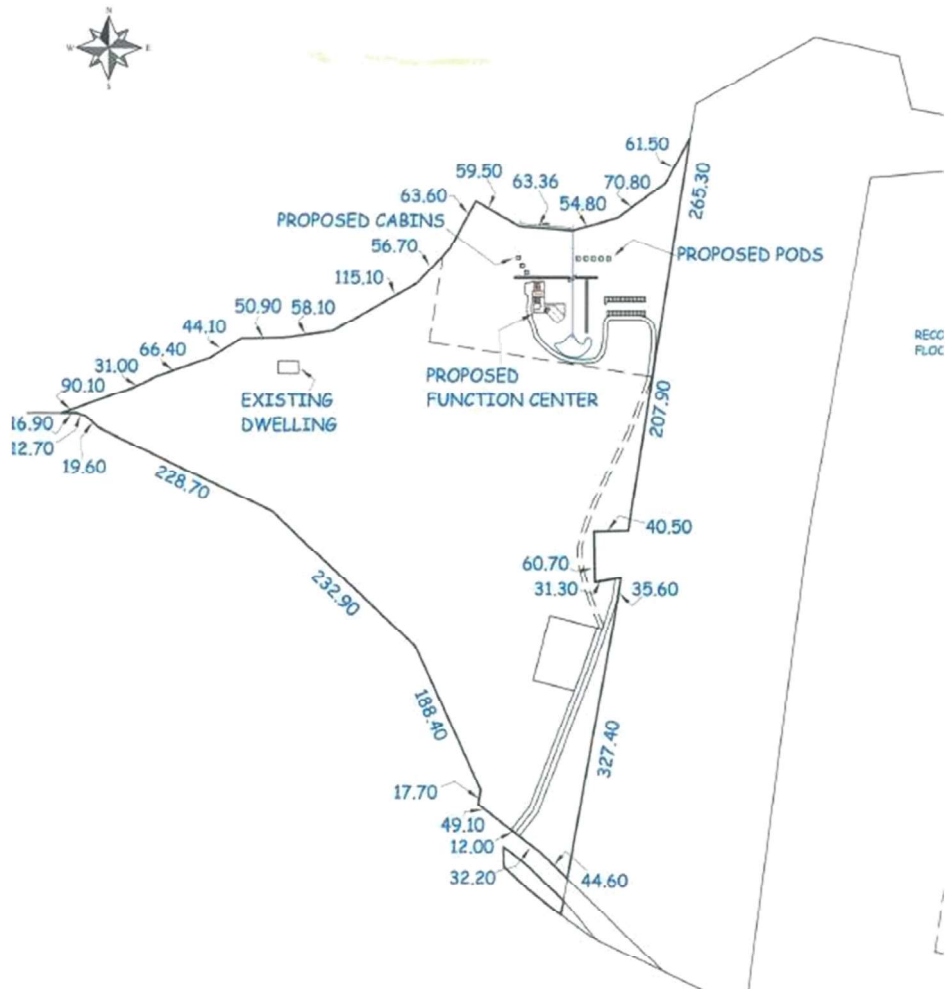 N
W
E
S
61.50
59.50
63.36
70.80
265.30
63.60
54.80
PROPOSED CABINS
56.70
PROPOSED PODS
115.10
50.90
58.10
44.10
66.40
31.00
90.10
EXISTING
DWELLING
PROPOSED
FUNCTION CENTER
207.90
16.90
12.70
19.60
228.70
40.50
60.70
31.30
35.60
232.90
188.40
327.40
17.70
49.10
12.00
32.20
44.60
RECC
FLOC